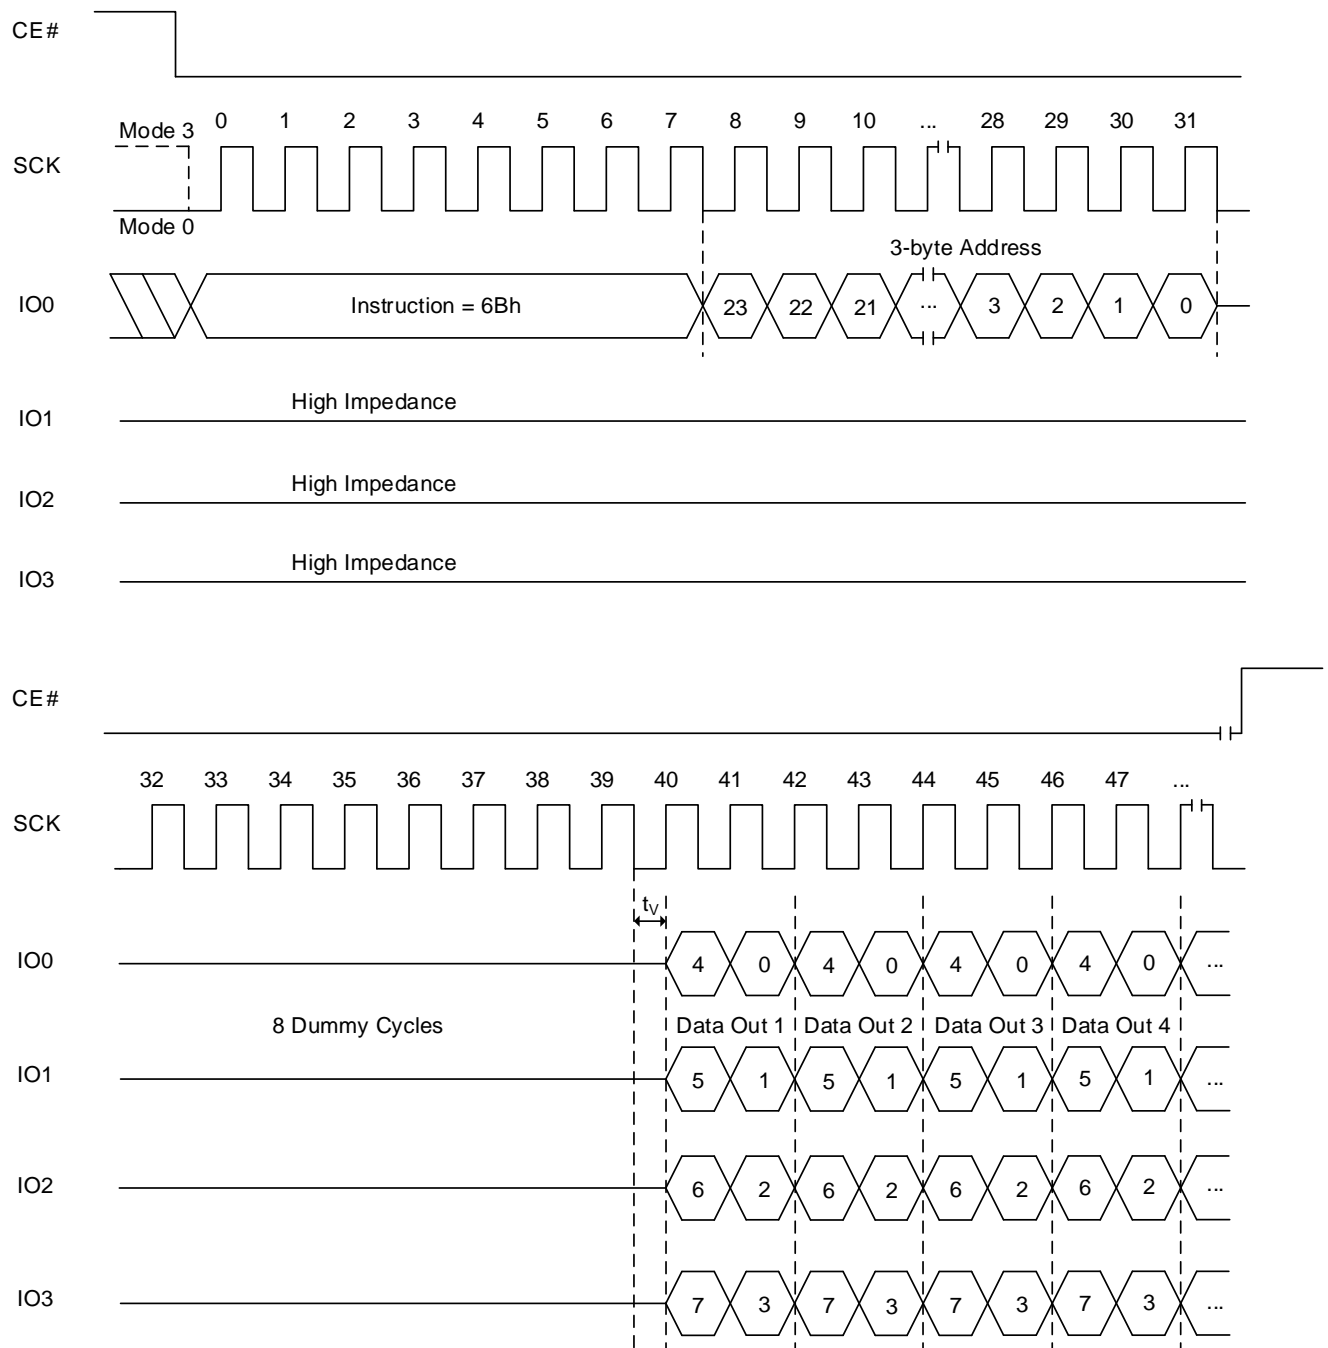 CE#
Mode 3 0 1 2 3 4 5 6 7 8 9 10 ... 28 29 30 31
SCK
Mode 0
3-byte Address
IO0 Instruction = 6Bh 23 22 21 ... 3 2 1 0
High Impedance
IO1
High Impedance
IO2
High Impedance
IO3
CE#
32 33 34 35 36 37 38 39 40 41 42 43 44 45 46 47 ...
SCK
tV
IO0 4 0 4 0 4 0 4 0 ...
8 Dummy Cycles Data Out 1 Data Out 2 Data Out 3 Data Out 4
IO1 5 1 5 1 5 1 5 1 ...
IO2 6 2 6 2 6 2 6 2 ...
IO3 7 3 7 3 7 3 7 3 ...